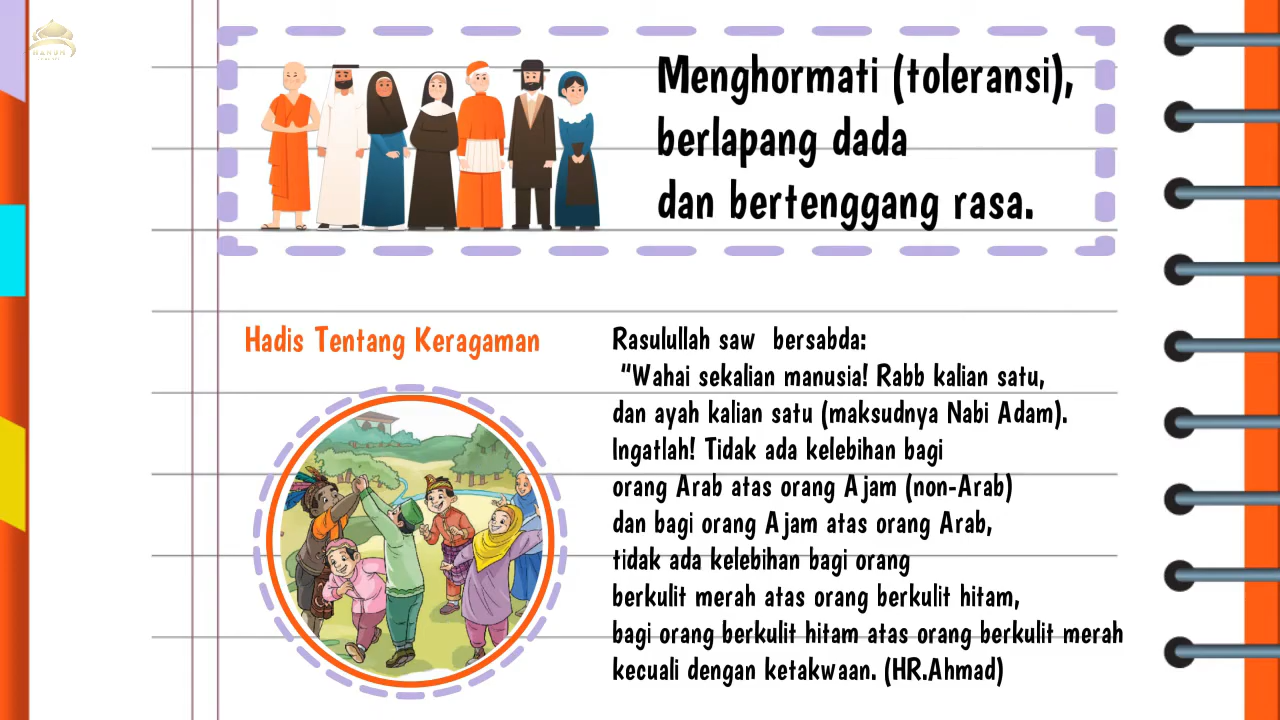 HANUM
Menghormati (toleransi),
berlapang dada
dan bertenggang rasa.
Hadis Tentang Keragaman
Rasulullah saw bersabda:
“Wahai sekalian manusia! Rabb kalian satu,
dan ayah kalian satu (maksudnya Nabi Adam).
Ingatlah! Tidak ada kelebihan bagi
orang Arab atas orang Ajam (non-Arab)
dan bagi orang Ajam atas orang Arab,
tidak ada kelebihan bagi orang
berkulit merah atas orang berkulit hitam,
bagi orang berkulit hitam atas orang berkulit merah
kecuali dengan ketakwaan. (HR.Ahmad)